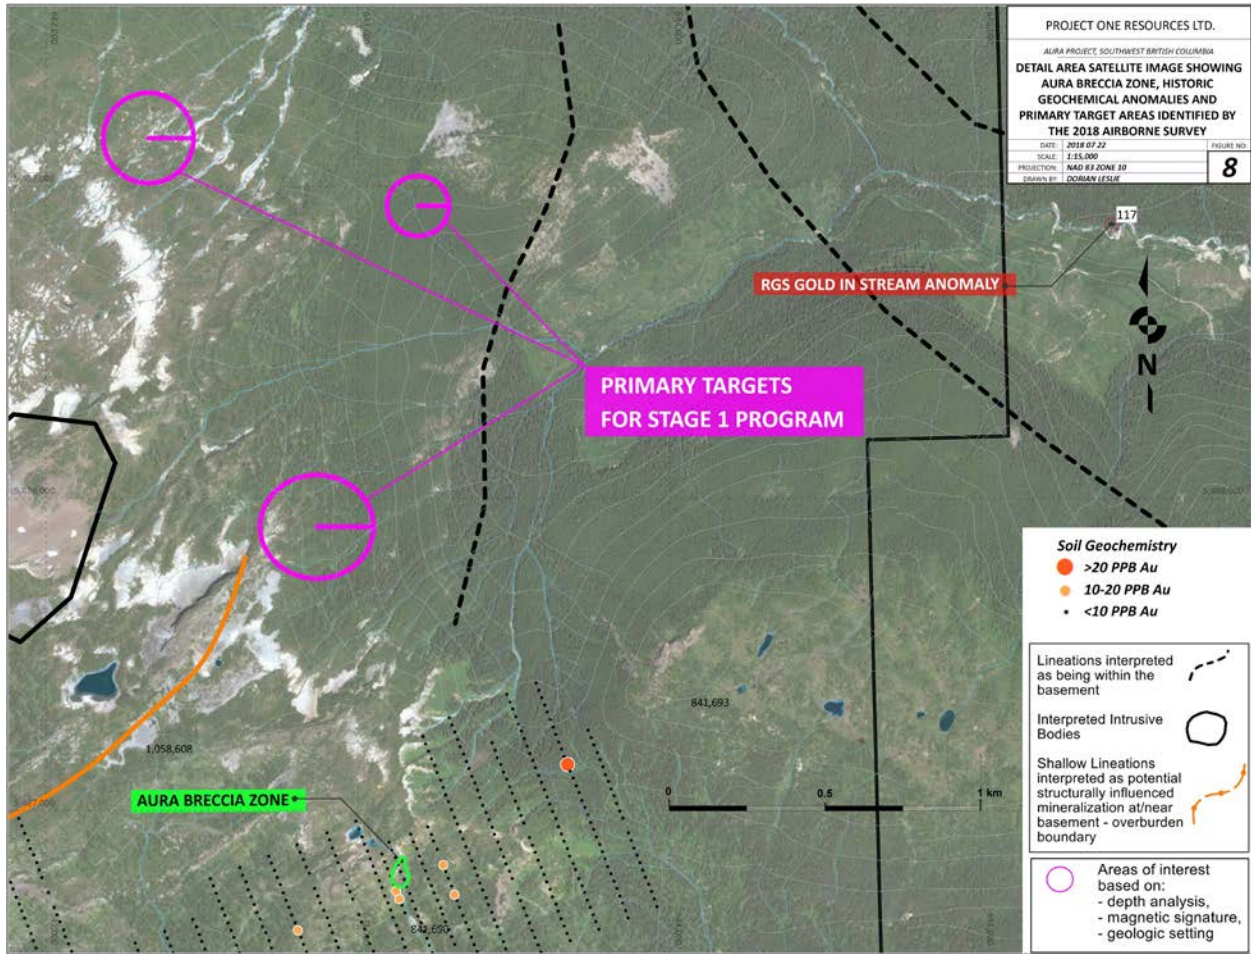 PROJECT ONE RESOURCES LTD.
AURA PROJECT, SOUTHWEST BRITISH COLUMBIA
DETAIL AREA SATELLITE IMAGE SHOWING
AURA BRECCIA ZONE, HISTORIC
GEOCHEMICAL ANOMALIES AND
PRIMARY TARGET AREAS IDENTIFIED BY
THE 2018 AIRBORNE SURVEY
DATE: 2018 07 22
SCALE: 1:15,000
PROJECTION: NAD 83 ZONE 10
DRAWN BY: DORIAN LESLIE
FIGURE NO:
8
117
RGS GOLD IN STREAM ANOMALY
N
PRIMARY TARGETS
FOR STAGE 1 PROGRAM
Soil Geochemistry
>20 PPB Au
10-20 PPB Au
<10 PPB Au
Lineations interpreted
as being within the
basement
Interpreted Intrusive
Bodies
Shallow Lineations
interpreted as potential
structurally influenced
mineralization at/near
basement - overburden
boundary
Areas of interest
based on:
- depth analysis,
- magnetic signature,
- geologic setting
841,693
1,058,608
AURA BRECCIA ZONE
0 0.5 1 km
841,690